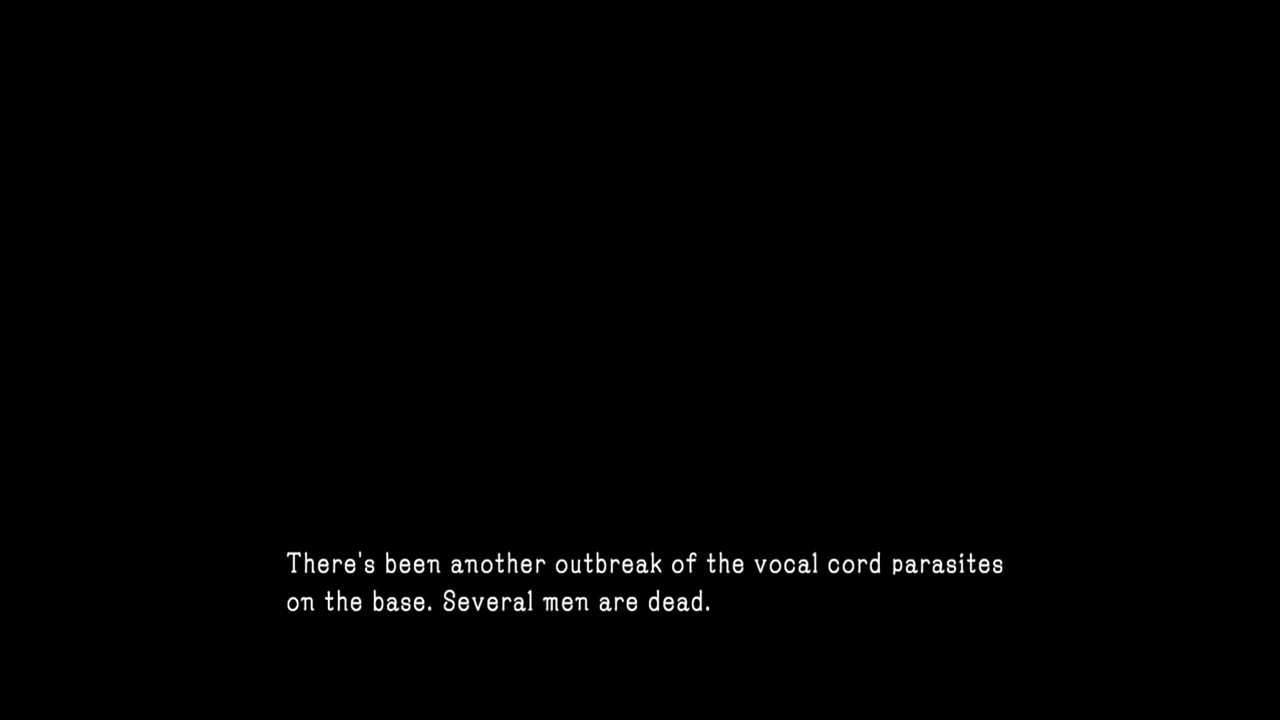 There's been another outbreak of the vocal cord parasites
on the base. Several men are dead.